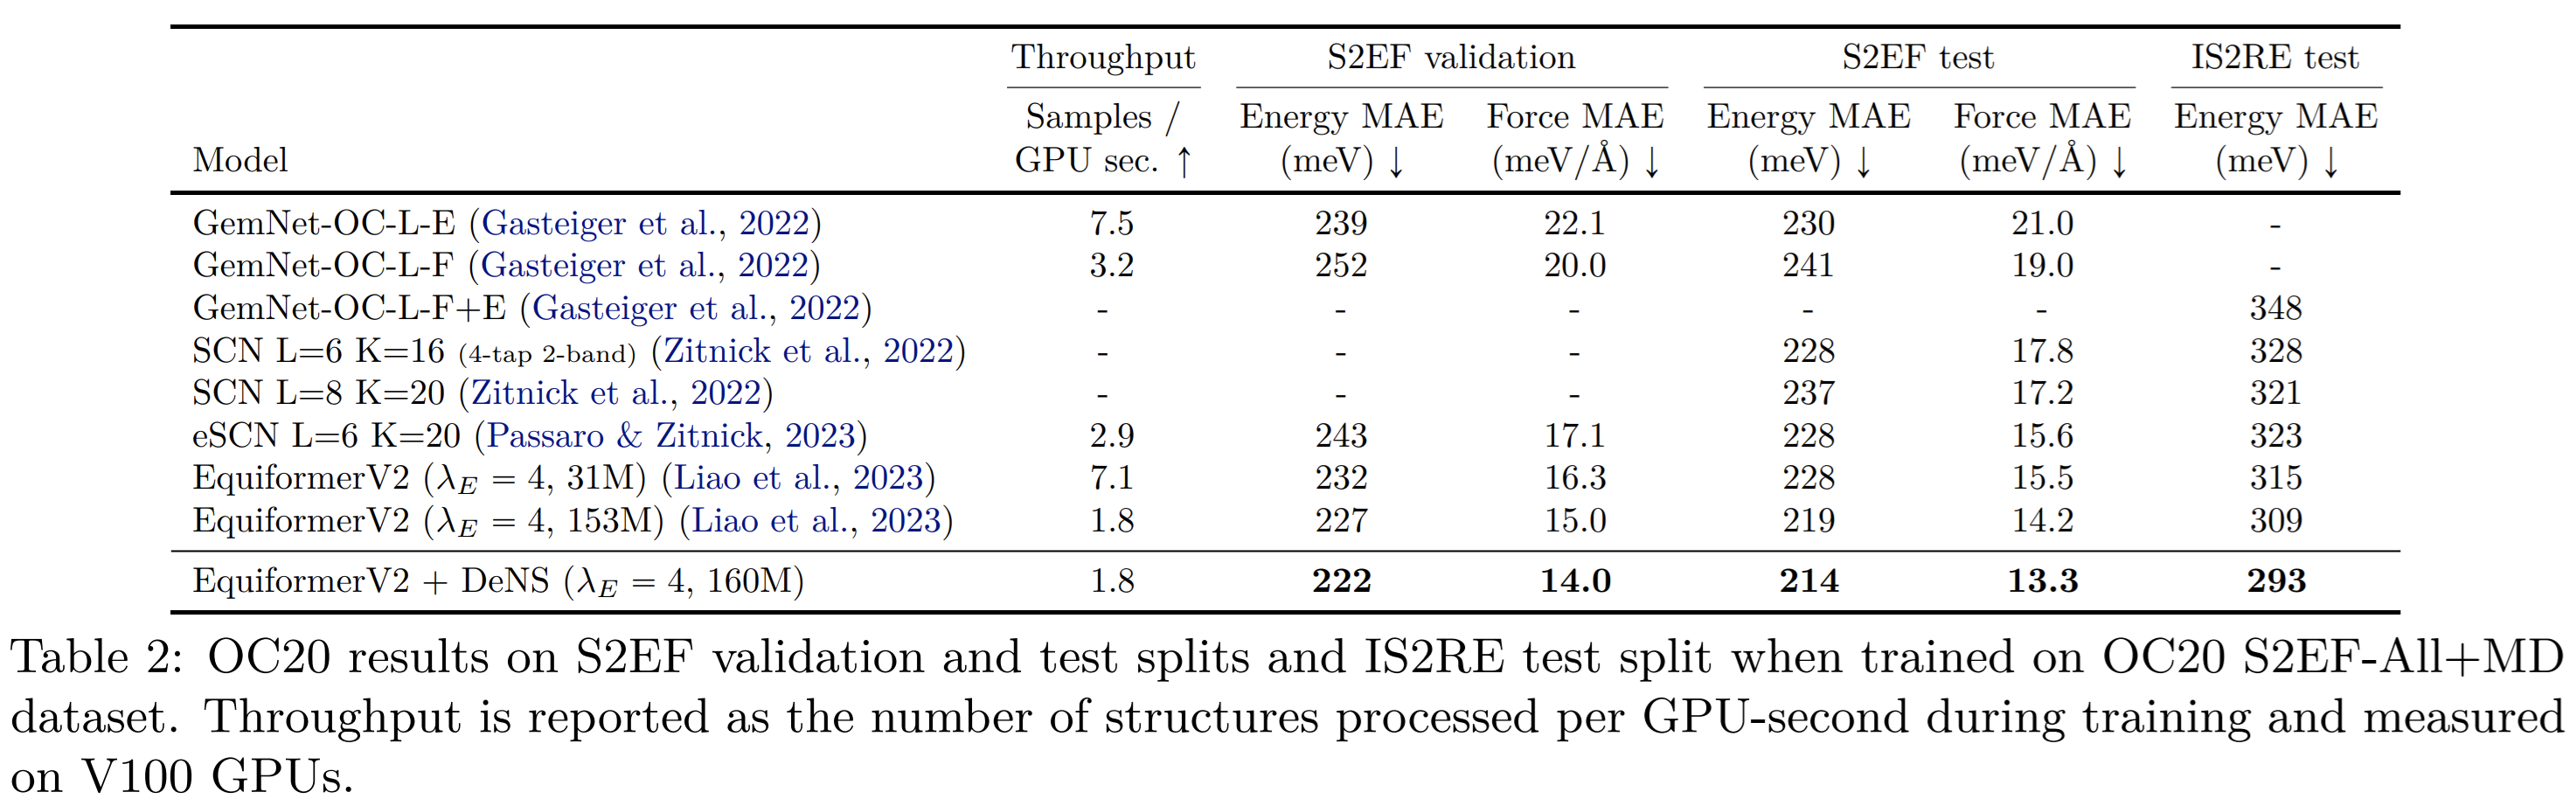 Throughput S2EF validation S2EF test IS2RE test
Samples / Energy MAE Force MAE Energy MAE Force MAE Energy MAE
Model GPU sec. ↑ (meV) ↓ (meV/Å) ↓ (meV) ↓ (meV/Å) ↓ (meV) ↓
GemNet-OC-L-E (Gasteiger et al., 2022) 7.5 239 22.1 230 21.0 -
GemNet-OC-L-F (Gasteiger et al., 2022) 3.2 252 20.0 241 19.0 -
GemNet-OC-L-F+E (Gasteiger et al., 2022) - - - - - 348
SCN L=6 K=16 (4-tap 2-band) (Zitnick et al., 2022) - - - 228 17.8 328
SCN L=8 K=20 (Zitnick et al., 2022) - - - 237 17.2 321
eSCN L=6 K=20 (Passaro & Zitnick, 2023) 2.9 243 17.1 228 15.6 323
EquiformerV2 (λE = 4, 31M) (Liao et al., 2023) 7.1 232 16.3 228 15.5 315
EquiformerV2 (λE = 4, 153M) (Liao et al., 2023) 1.8 227 15.0 219 14.2 309
EquiformerV2 + DeNS (λE = 4, 160M) 1.8 222 14.0 214 13.3 293
Table 2: OC20 results on S2EF validation and test splits and IS2RE test split when trained on OC20 S2EF-All+MD
dataset. Throughput is reported as the number of structures processed per GPU-second during training and measured
on V100 GPUs.